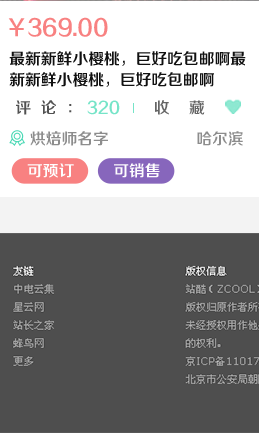 ¥369.00
最新新鲜小樱桃，巨好吃包邮啊最
新新鲜小樱桃，巨好吃包邮啊
评 论 ： 320 收 藏
烘焙师名字 哈尔滨
可预订 可销售
友链 版权信息
中电云集 站酷（ZCOOL）
星云网 版权归原作者所
站长之家 未经授权用作他
蜂鸟网 的权利。
更多 京ICP备11017
北京市公安局朝